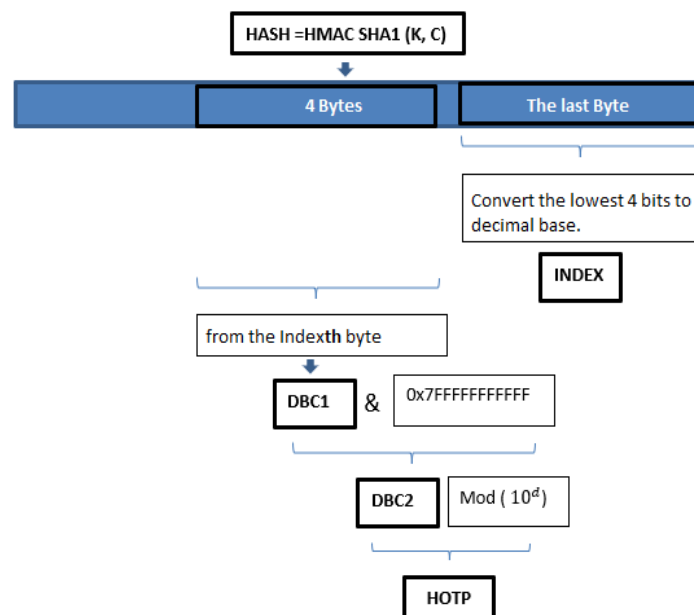 HASH =HMAC SHA1 (K, C)
4 Bytes
The last Byte
Convert the lowest 4 bits to
decimal base.
INDEX
from the Indexth byte
DBC1
&
0x7FFFFFFFFFFF
DBC2
Mod ( 10^d)
HOTP